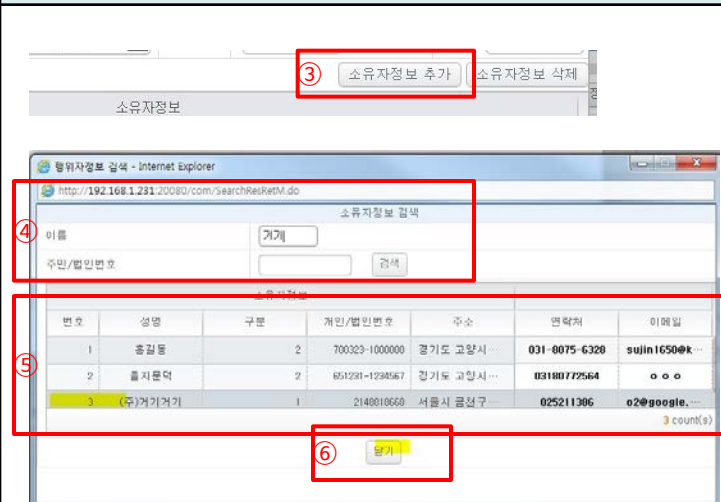 ③ 소유자정보 추가 소유자정보 삭제
소유자정보
행위자정보 검색 - Internet Explorer
http://192.168.1.231:20080/com/SearchResRetM.do
소유자정보 검색
④ 이름 거기
주민/법인번호 검색
소유자정보
번호 성명 구분 개인/법인번호 주소 연락처 이메일
⑤
1 홍길동 2 700323-1000000 경기도 고양시… 031-8075-6328 sujin1650@k…
2 을지문덕 2 651231-1234567 경기도 고양시… 03180772564 o o o
3 (주)거기거기 1 2148818668 서울시 금천구… 025211386 o2@google.…
3 count(s)
⑥ 닫기